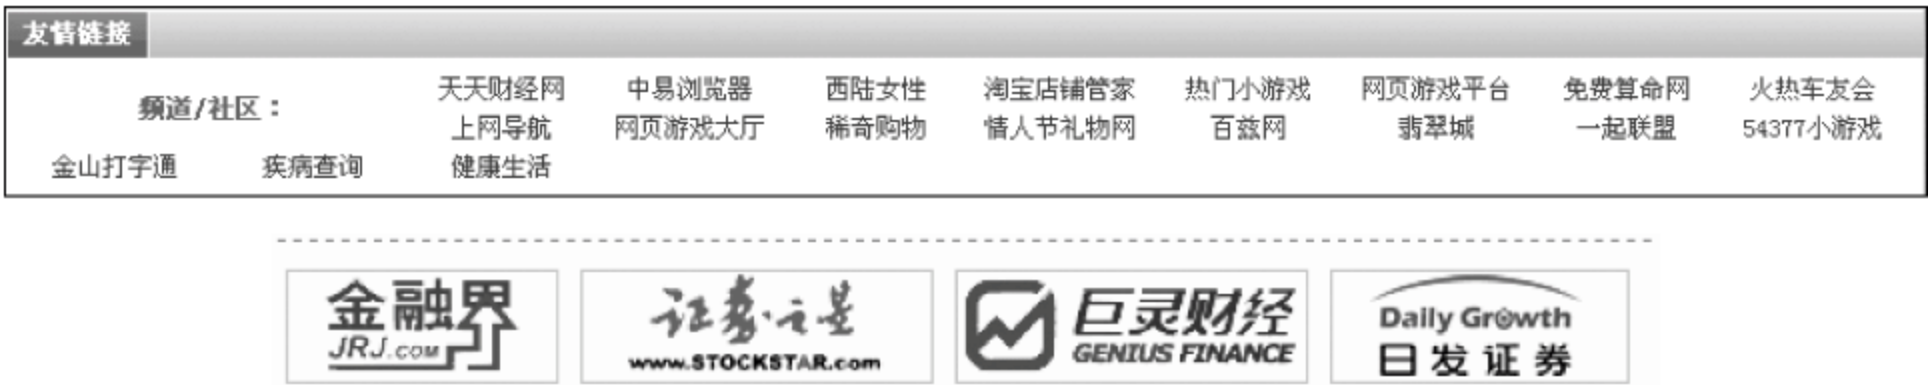 友情链接
频道/社区：
天天财经网 中易浏览器 西陆女性 淘宝店铺管家 热门小游戏 网页游戏平台 免费算命网 火热车友会
上网导航 网页游戏大厅 稀奇购物 情人节礼物网 百兹网 翡翠城 一起联盟 54377小游戏
金山打字通 疾病查询 健康生活
金融界
JRJ.COM
证券之星
www.STOCKSTAR.com
巨灵财经
GENIUS FINANCE
Daily Growth
日发证券